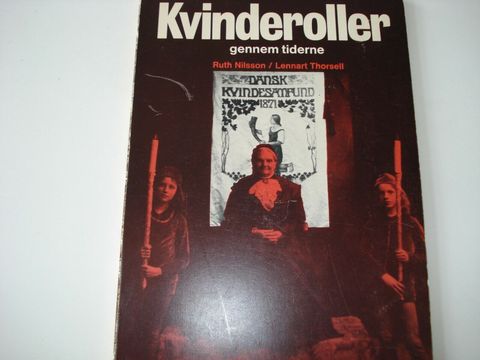 Kvinderoller
gennem tiderne
Ruth Nilsson / Lennart Thorsell
DANSK
KVINDESAMFUND
1871